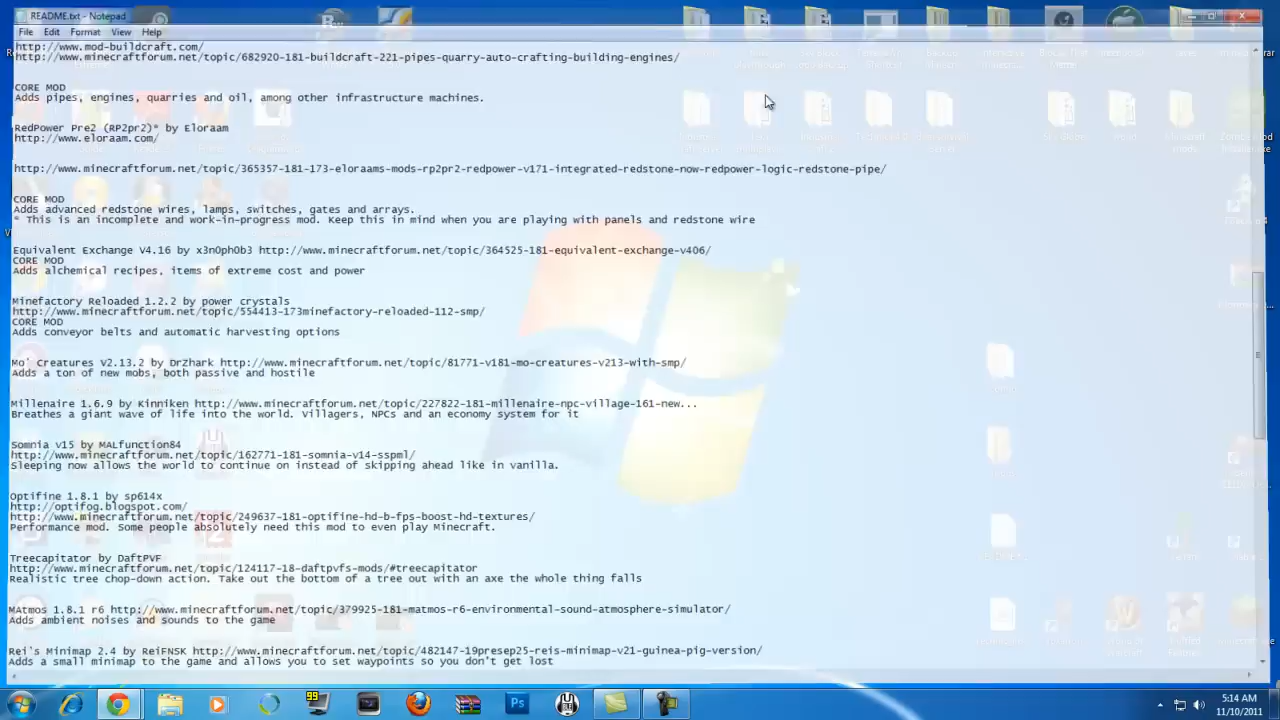 README.txt - Notepad
File Edit Format View Help
http://www.mod-buildcraft.com/
http://www.minecraftforum.net/topic/682920-181-buildcraft-221-pipes-quarry-auto-crafting-building-engines/
CORE MOD
Adds pipes, engines, quarries and oil, among other infrastructure machines.
RedPower Pre2 (RP2pr2)* by Eloraam
http://www.eloraam.com/
http://www.minecraftforum.net/topic/365357-181-173-eloraams-mods-rp2pr2-redpower-v171-integrated-redstone-now-redpower-logic-redstone-pipe/
CORE MOD
Adds advanced redstone wires, lamps, switches, gates and arrays.
* This is an incomplete and work-in-progress mod. Keep this in mind when you are playing with panels and redstone wire
Equivalent Exchange V4.16 by x3n0ph0b3 http://www.minecraftforum.net/topic/364525-181-equivalent-exchange-v406/
CORE MOD
Adds alchemical recipes, items of extreme cost and power
Minefactory Reloaded 1.2.2 by power crystals
http://www.minecraftforum.net/topic/554413-173minefactory-reloaded-112-smp/
CORE MOD
Adds conveyor belts and automatic harvesting options
Mo' Creatures V2.13.2 by DrZhark http://www.minecraftforum.net/topic/81771-v181-mo-creatures-v213-with-smp/
Adds a ton of new mobs, both passive and hostile
Millenaire 1.6.9 by Kinniken http://www.minecraftforum.net/topic/227822-181-millenaire-npc-village-161-new...
Breathes a giant wave of life into the world. Villagers, NPCs and an economy system for it
Somnia v15 by MALfunction84
http://www.minecraftforum.net/topic/162771-181-somnia-v14-sspml/
Sleeping now allows the world to continue on instead of skipping ahead like in vanilla.
Optifine 1.8.1 by sp614x
http://optifog.blogspot.com/
http://www.minecraftforum.net/topic/249637-181-optifine-hd-b-fps-boost-hd-textures/
Performance mod. Some people absolutely need this mod to even play Minecraft.
Treecapitator by DaftPVF
http://www.minecraftforum.net/topic/124117-18-daftpvfs-mods/#treecapitator
Realistic tree chop-down action. Take out the bottom of a tree out with an axe the whole thing falls
MAtmos 1.8.1 r6 http://www.minecraftforum.net/topic/379925-181-matmos-r6-environmental-sound-atmosphere-simulator/
Adds ambient noises and sounds to the game
Rei's Minimap 2.4 by ReiFNSK http://www.minecraftforum.net/topic/482147-19presep25-reis-minimap-v21-guinea-pig-version/
Adds a small minimap to the game and allows you to set waypoints so you don't get lost
99
Ps
5:14 AM
11/10/2011